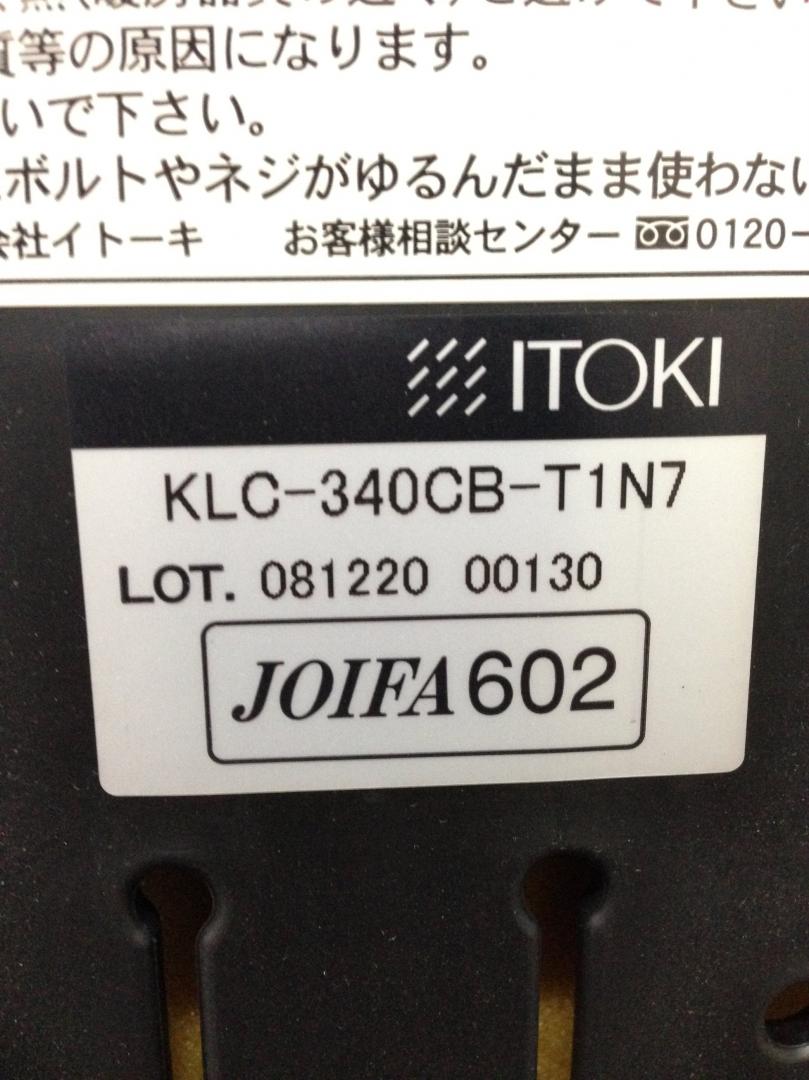 質等の原因になります。
いで下さい。
ボルトやネジがゆるんだまま使わない
会社イトーキ お客様相談センター 0120-
ITOKI
KLC-340CB-T1N7
LOT. 081220 00130
JOIFA602